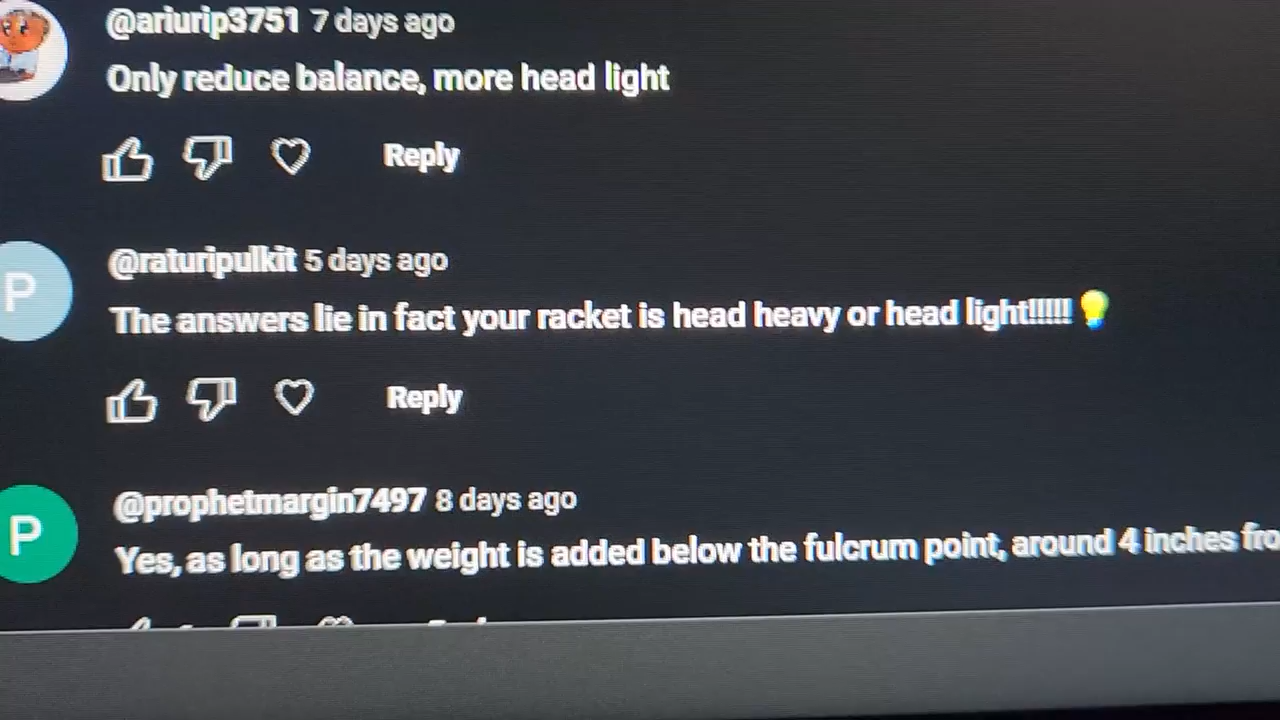 @ariurip3751 7 days ago
Only reduce balance, more head light
Reply
P
@raturipulkit 5 days ago
The answers lie in fact your racket is head heavy or head light!!!!!💡
Reply
P
@prophetmargin7497 8 days ago
Yes, as long as the weight is added below the fulcrum point, around 4 inches